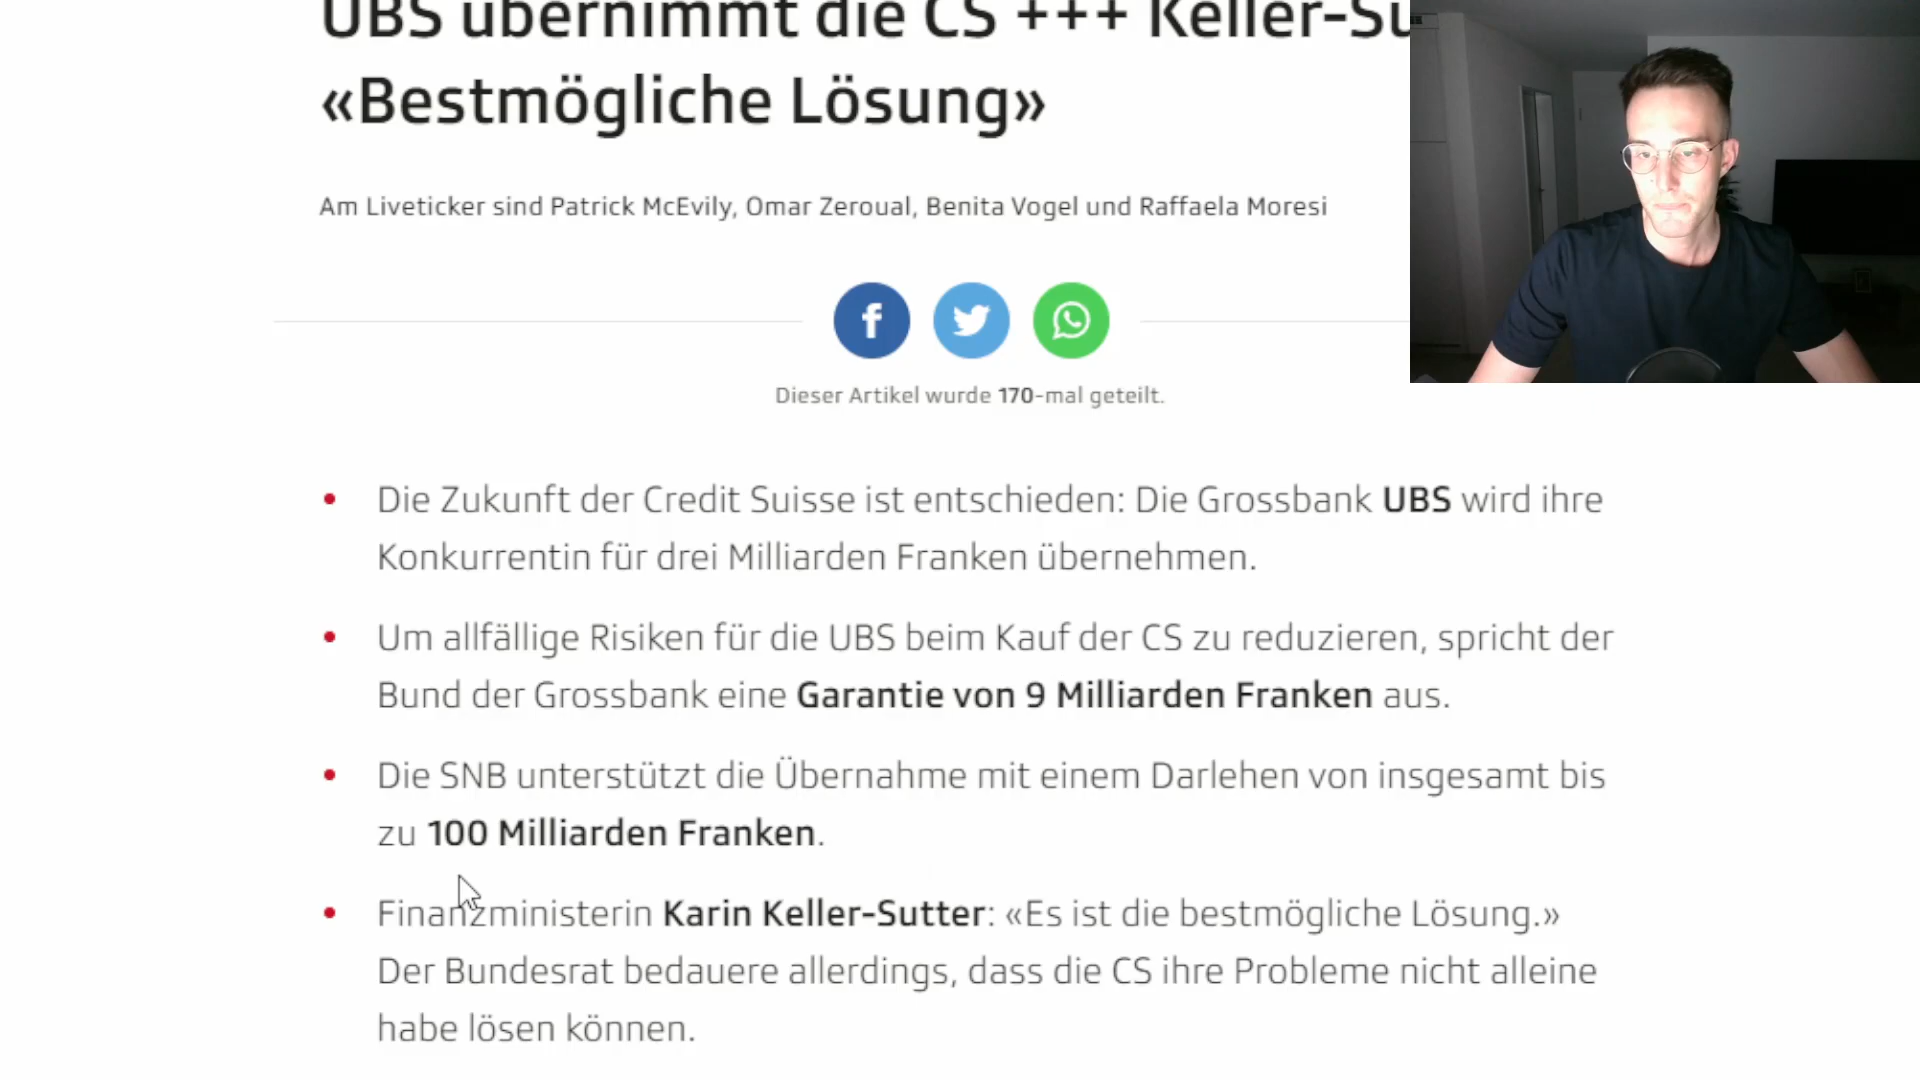 UBS übernimmt die CS +++ Keller-Su
«Bestmögliche Lösung»
Am Liveticker sind Patrick McEvily, Omar Zeroual, Benita Vogel und Raffaela Moresi
Dieser Artikel wurde 170-mal geteilt.
Die Zukunft der Credit Suisse ist entschieden: Die Grossbank UBS wird ihre
Konkurrentin für drei Milliarden Franken übernehmen.
Um allfällige Risiken für die UBS beim Kauf der CS zu reduzieren, spricht der
Bund der Grossbank eine Garantie von 9 Milliarden Franken aus.
Die SNB unterstützt die Übernahme mit einem Darlehen von insgesamt bis
zu 100 Milliarden Franken.
Finanzministerin Karin Keller-Sutter: «Es ist die bestmögliche Lösung.»
Der Bundesrat bedauere allerdings, dass die CS ihre Probleme nicht alleine
habe lösen können.